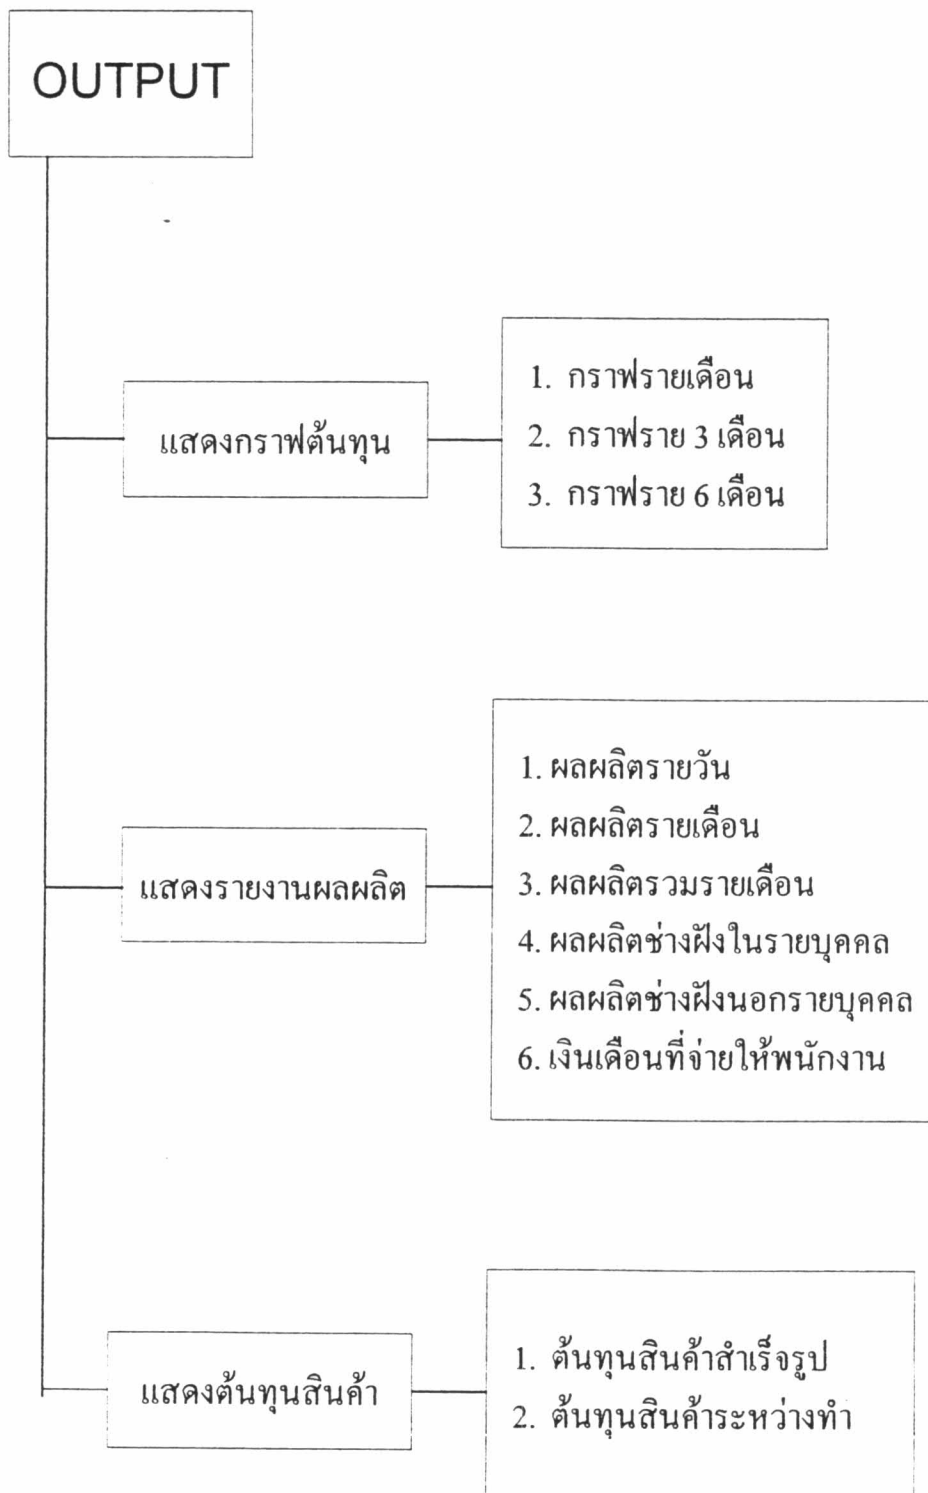 OUTPUT
แสดงกราฟต้นทุน
1. กราฟรายเดือน
2. กราฟราย 3 เดือน
3. กราฟราย 6 เดือน
แสดงรายงานผลผลิต
1. ผลผลิตรายวัน
2. ผลผลิตรายเดือน
3. ผลผลิตรวมรายเดือน
4. ผลผลิตช่างฝังในรายบุคคล
5. ผลผลิตช่างฝังนอกรายบุคคล
6. เงินเดือนที่จ่ายให้พนักงาน
แสดงต้นทุนสินค้า
1. ต้นทุนสินค้าสำเร็จรูป
2. ต้นทุนสินค้าระหว่างทำ